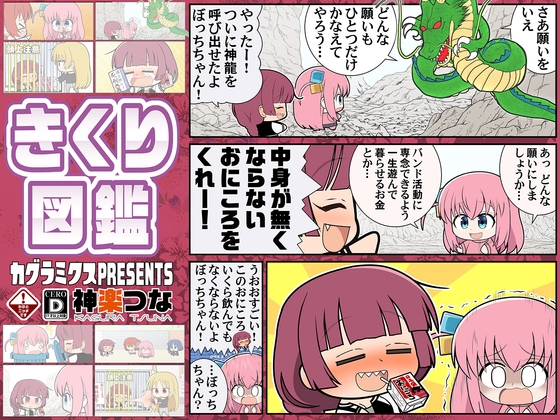 さあ願いを
いえ
どんな
願いも
ひとつだけ
かなえて
やろう…
やったー！
ついに神龍を
呼び出せたよ
ぼっちちゃん！
あっ、どんな
願いにしま
しょうか…
バンド活動に
専念できるよう
一生遊んで
暮らせるお金
とか…
中身が無く
ならない
おにころを
くれー！
うおおすごい！
このおにころ
いくら飲んでも
なくならないよ
ぼっちちゃん！
…ぼっち
ちゃん？
頭上注意
きくり
図鑑
カグラミクスPRESENTS
CERO
D
神楽つな
KAGURA TSUNA